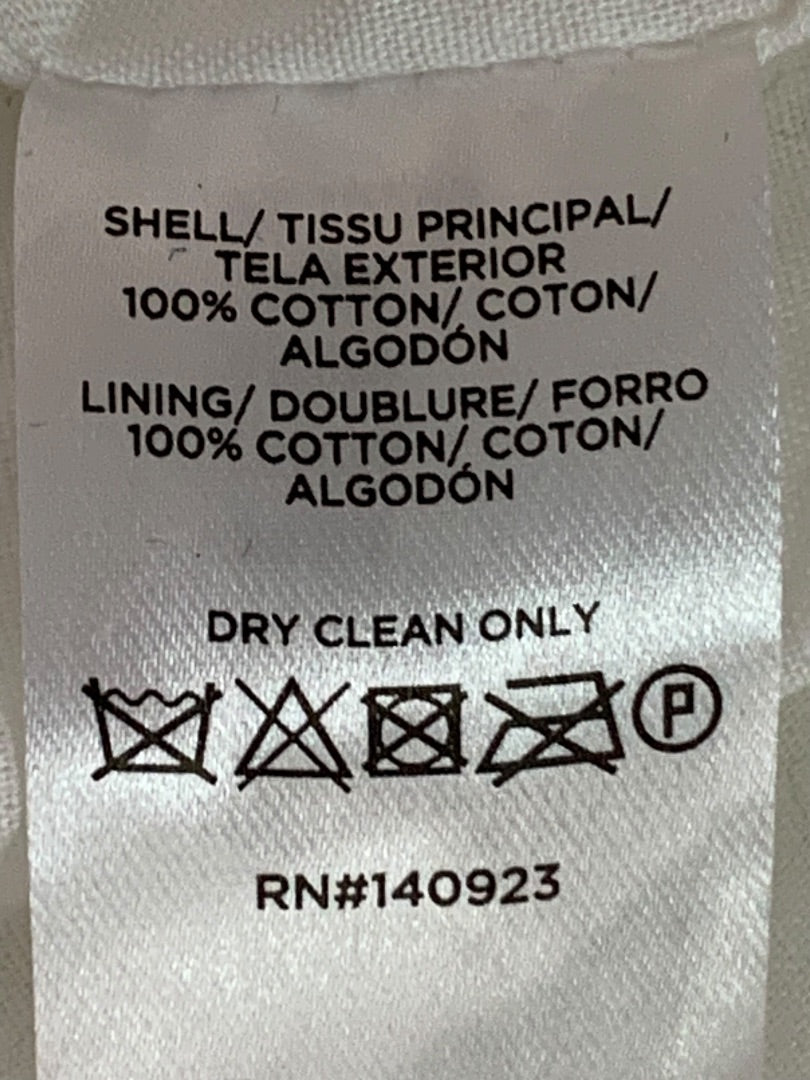 SHELL/ TISSU PRINCIPAL/
TELA EXTERIOR
100% COTTON/ COTON/
ALGODÓN
LINING/ DOUBLURE/ FORRO
100% COTTON/ COTON/
ALGODÓN
DRY CLEAN ONLY
P
RN#140923